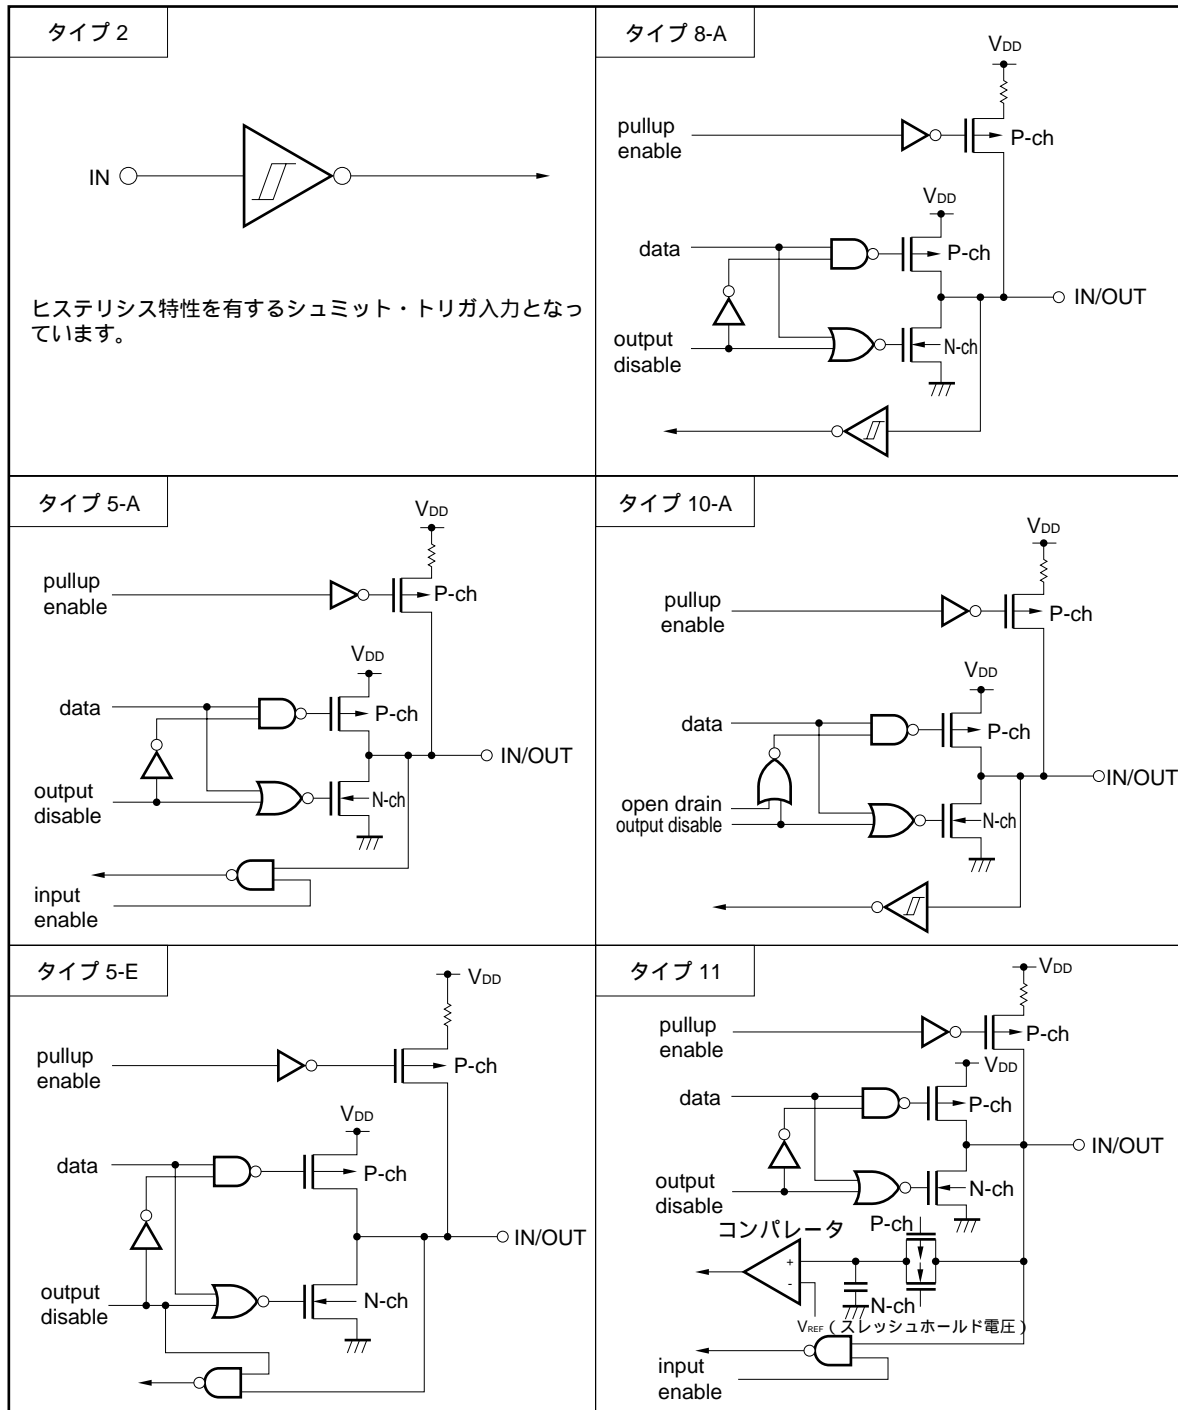 タイプ 2
IN
ヒステリシス特性を有するシュミット・トリガ入力となっ
ています。
タイプ 8-A
VDD
pullup
enable
P-ch
VDD
data
P-ch
IN/OUT
output
disable
N-ch
タイプ 5-A
VDD
pullup
enable
P-ch
VDD
data
P-ch
IN/OUT
output
disable
N-ch
input
enable
タイプ 10-A
VDD
pullup
enable
P-ch
VDD
data
P-ch
IN/OUT
open drain
output disable
N-ch
タイプ 5-E
VDD
pullup
enable
P-ch
VDD
data
P-ch
IN/OUT
output
disable
N-ch
タイプ 11
VDD
pullup
enable
P-ch
VDD
data
P-ch
IN/OUT
output
disable
N-ch
P-ch
コンパレータ
+
-
N-ch
VREF（スレッシュホールド電圧）
input
enable